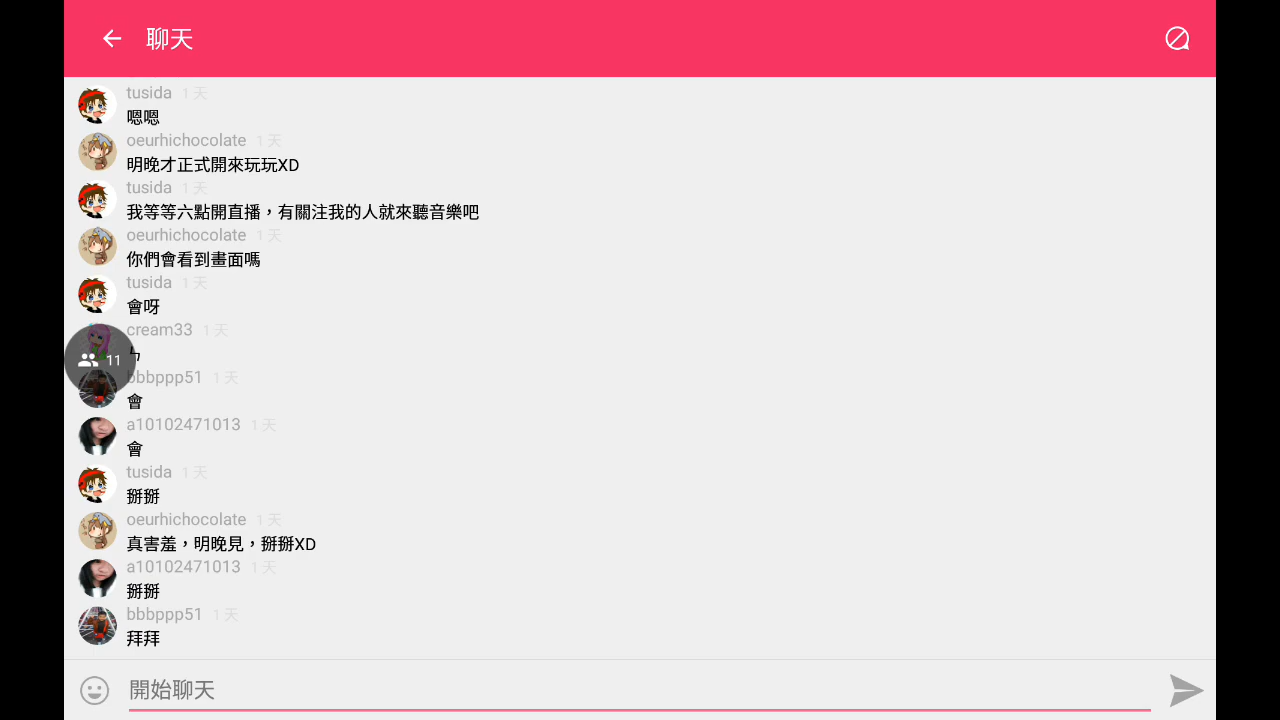 聊天
tusida 1 天
嗯嗯
oeurhichocolate 1 天
明晚才正式開來玩玩XD
tusida 1 天
我等等六點開直播，有關注我的人就來聽音樂吧
oeurhichocolate 1 天
你們會看到畫面嗎
tusida 1 天
會呀
cream33 1 天
ㄣ
11
bbbppp51 1 天
會
a10102471013 1 天
會
tusida 1 天
掰掰
oeurhichocolate 1 天
真害羞，明晚見，掰掰XD
a10102471013 1 天
掰掰
bbbppp51 1 天
拜拜
開始聊天